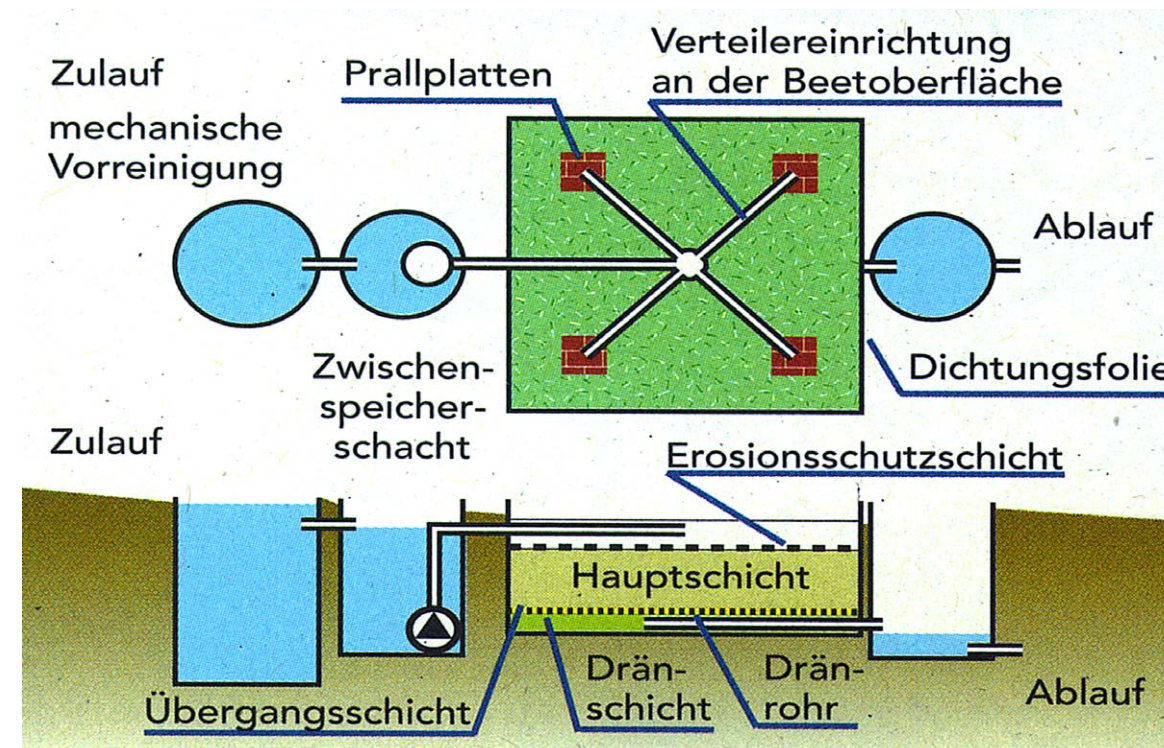 Zulauf
mechanische
Vorreinigung
Prallplatten
Verteilereinrichtung
an der Beetoberfläche
Ablauf
Zwischen-
speicher-
schacht
Dichtungsfolie
Zulauf
Erosionsschutzschicht
Hauptschicht
Übergangsschicht
Drän-
schicht
Drän-
rohr
Ablauf